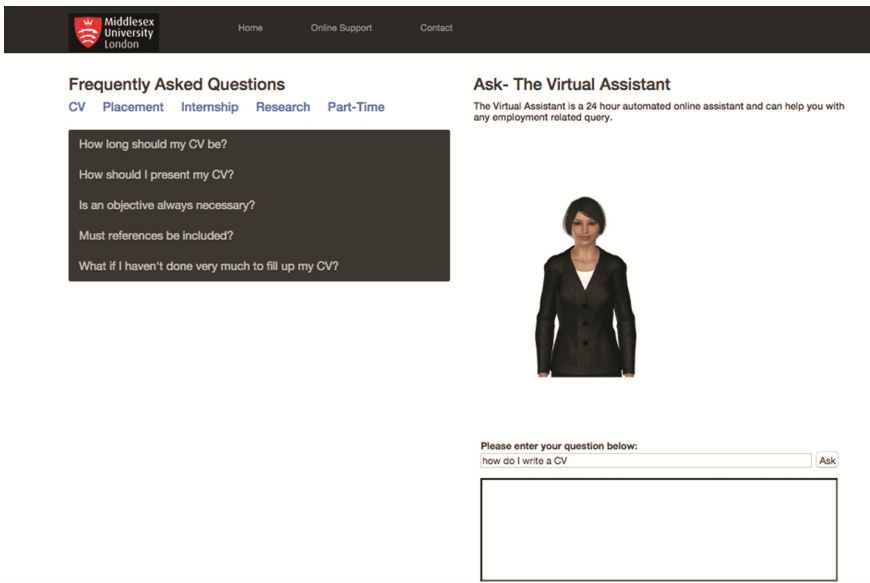 Middlesex
University
London
Home Online Support Contact
Frequently Asked Questions
CV Placement Internship Research Part-Time
How long should my CV be?
How should I present my CV?
Is an objective always necessary?
Must references be included?
What if I haven't done very much to fill up my CV?
Ask- The Virtual Assistant
The Virtual Assistant is a 24 hour automated online assistant and can help you with
any employment related query.
Please enter your question below:
how do I write a CV Ask